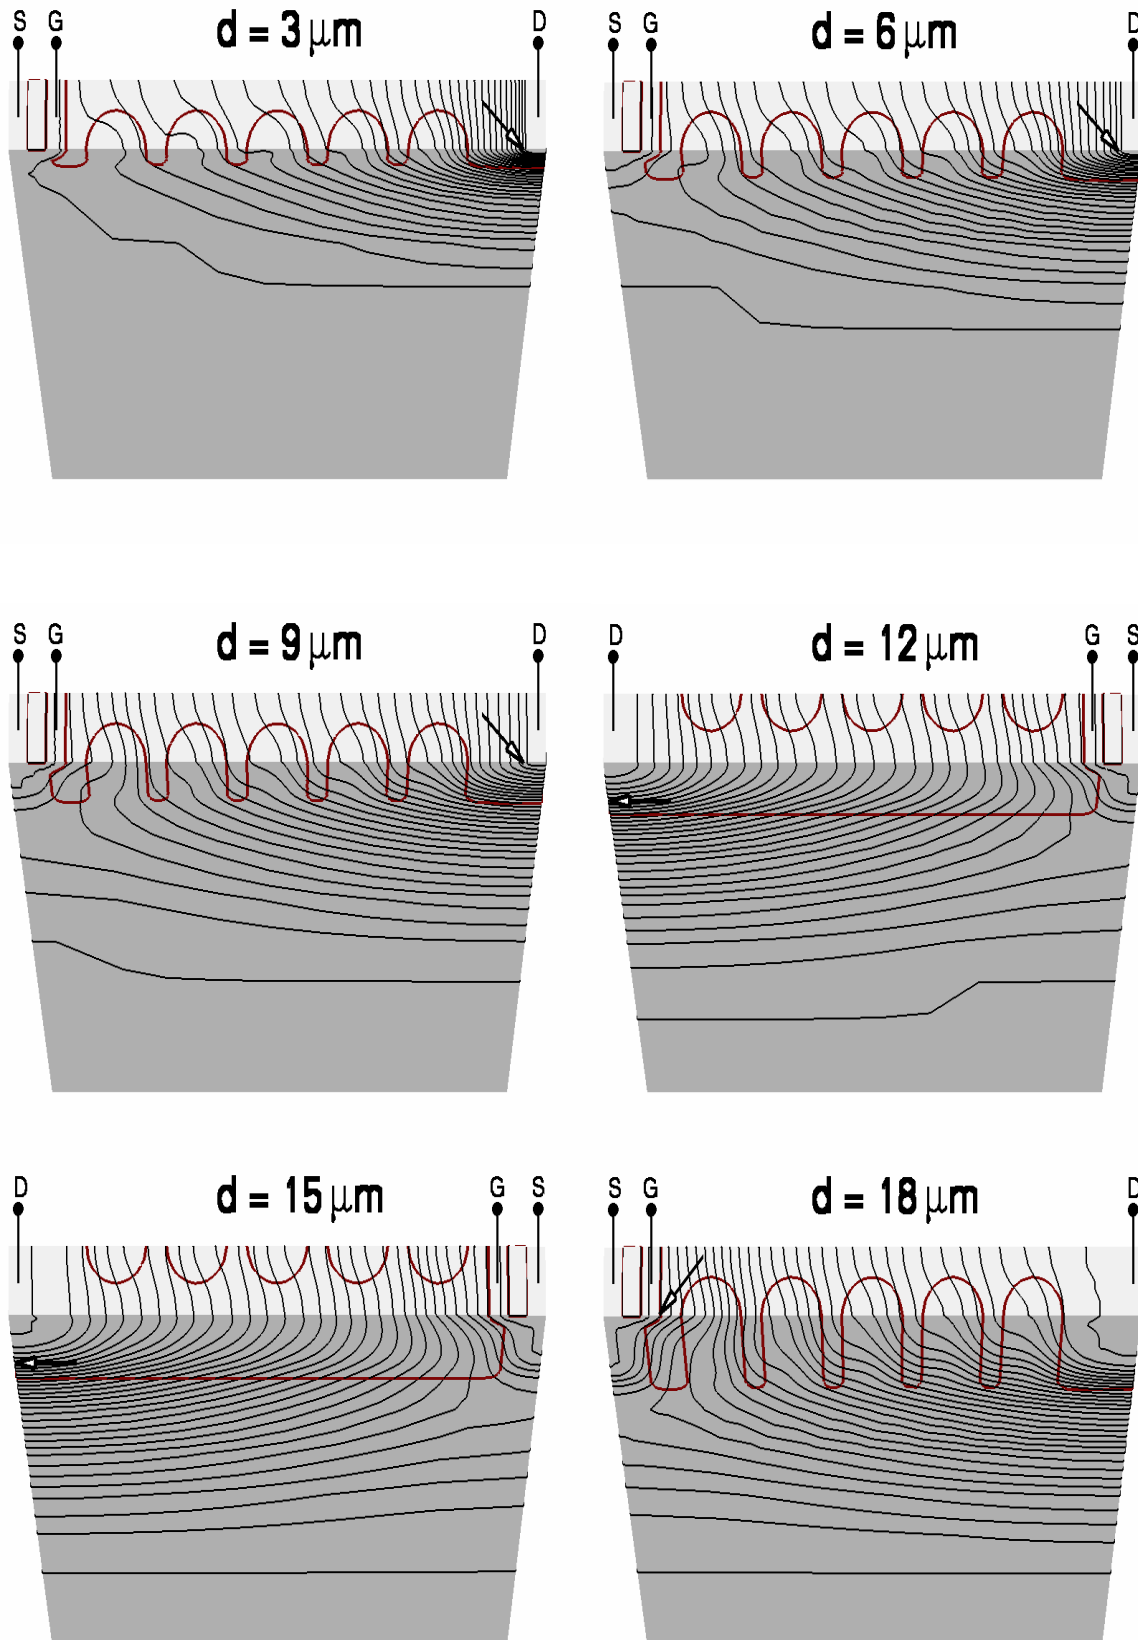 S G d = 3 μm D
S G d = 6 μm D
S G d = 9 μm D
D d = 12 μm G S
D d = 15 μm G S
S G d = 18 μm D